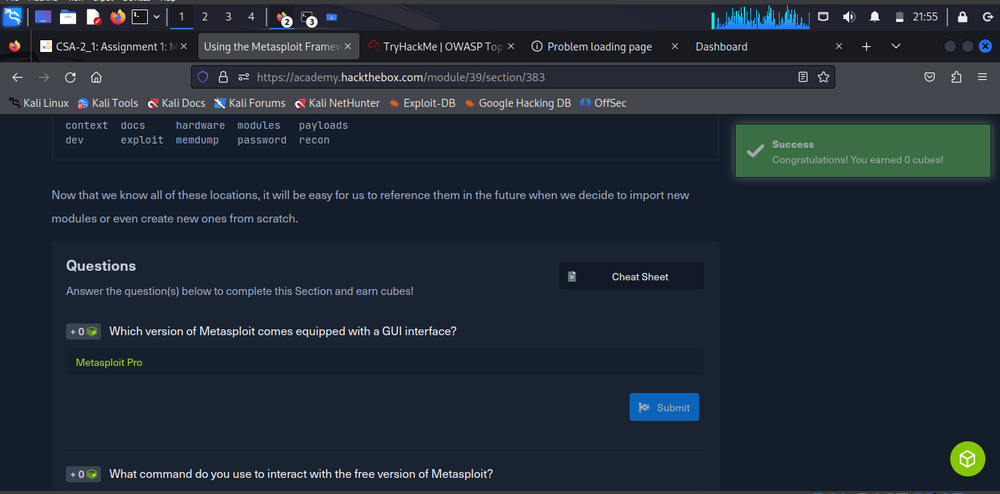 1 2 3 4 2 3 21:55
CSA-2_1: Assignment 1: M Using the Metasploit Framew TryHackMe | OWASP Top Problem loading page Dashboard
https://academy.hackthebox.com/module/39/section/383
Kali Linux Kali Tools Kali Docs Kali Forums Kali NetHunter Exploit-DB Google Hacking DB OffSec
context docs hardware modules payloads
dev exploit memdump password recon
Success
Congratulations! You earned 0 cubes!
Now that we know all of these locations, it will be easy for us to reference them in the future when we decide to import new
modules or even create new ones from scratch.
Questions
Cheat Sheet
Answer the question(s) below to complete this Section and earn cubes!
+ 0 Which version of Metasploit comes equipped with a GUI interface?
Metasploit Pro
Submit
+ 0 What command do you use to interact with the free version of Metasploit?